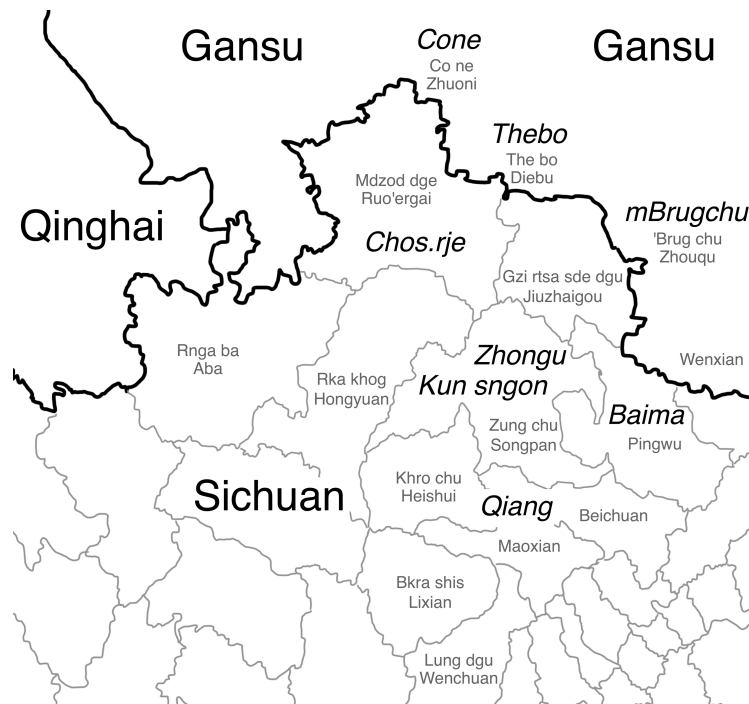 Gansu
Cone
Co ne
Zhuoni
Gansu
Thebo
The bo
Diebu
Mdzod dge
Ruo'ergai
Qinghai
Chos.rje
mBrugchu
'Brug chu
Zhouqu
Gzi rtsa sde dgu
Jiuzhaigou
Rnga ba
Aba
Rka khog
Hongyuan
Zhongu
Kun sngon
Wenxian
Zung chu
Songpan
Baima
Pingwu
Sichuan
Khro chu
Heishui
Qiang
Beichuan
Maoxian
Bkra shis
Lixian
Lung dgu
Wenchuan